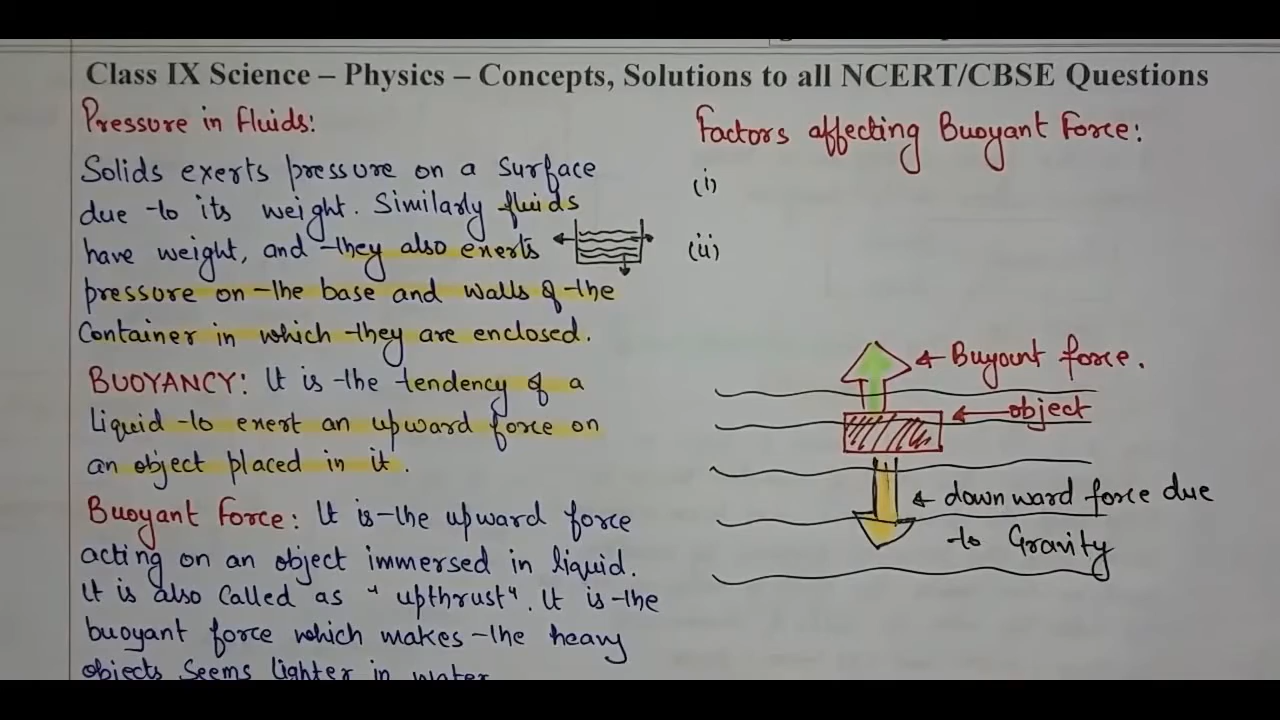 Class IX Science – Physics – Concepts, Solutions to all NCERT/CBSE Questions
Pressure in fluids:
Solids exerts pressure on a surface
due to its weight. Similarly fluids
have weight, and they also exerts
pressure on the base and walls of the
Container in which they are enclosed.
BUOYANCY: It is the tendency of a
liquid to exert an upward force on
an object placed in it.
Buoyant Force: It is the upward force
acting on an object immersed in liquid.
It is also Called as "upthrust". It is the
buoyant force which makes the heavy
objects seems lighter in water
Factors affecting Buoyant Force:
(i)
(ii)
Buyount force.
object
downward force due
to Gravity